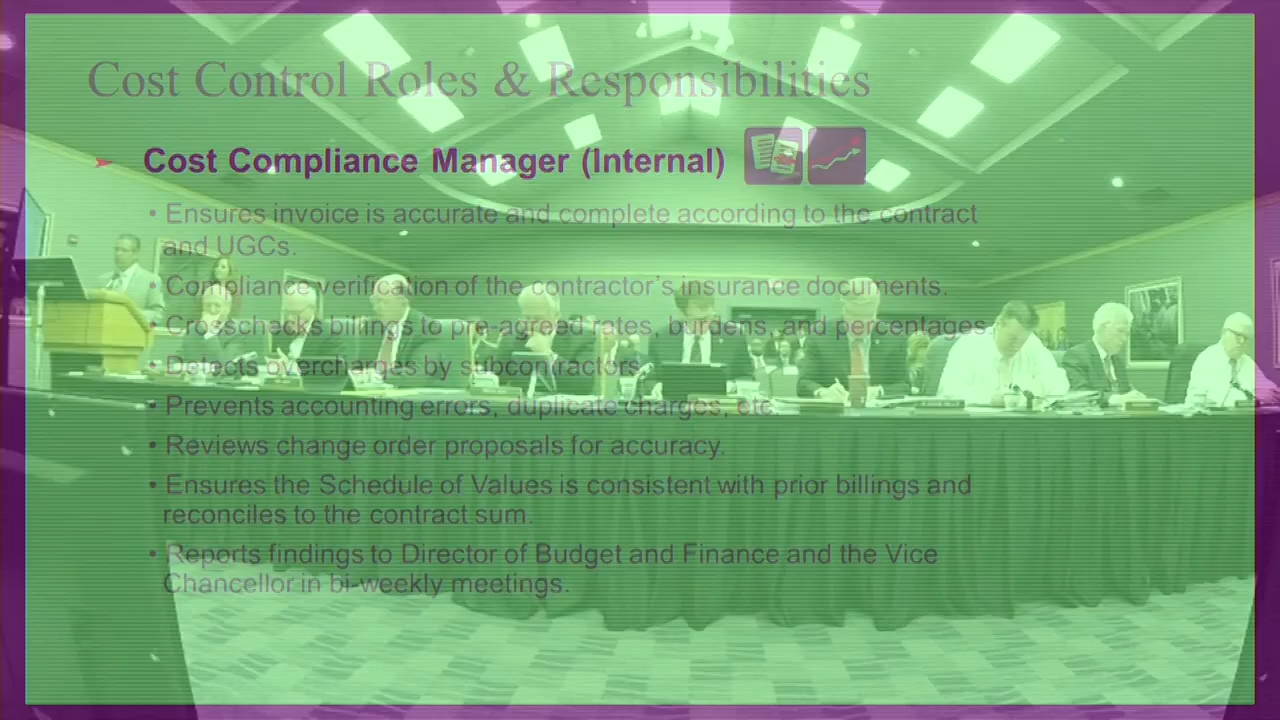 Cost Control Roles & Responsibilities
Cost Compliance Manager (Internal)
• Ensures invoice is accurate and complete according to the contract
and UGCs.
• Compliance verification of the contractor's insurance documents.
• Crosschecks billings to pre-agreed rates, burdens, and percentages.
• Detects overcharges by subcontractors.
• Prevents accounting errors, duplicate charges, etc.
• Reviews change order proposals for accuracy.
• Ensures the Schedule of Values is consistent with prior billings and
reconciles to the contract sum.
• Reports findings to Director of Budget and Finance and the Vice
Chancellor in bi-weekly meetings.